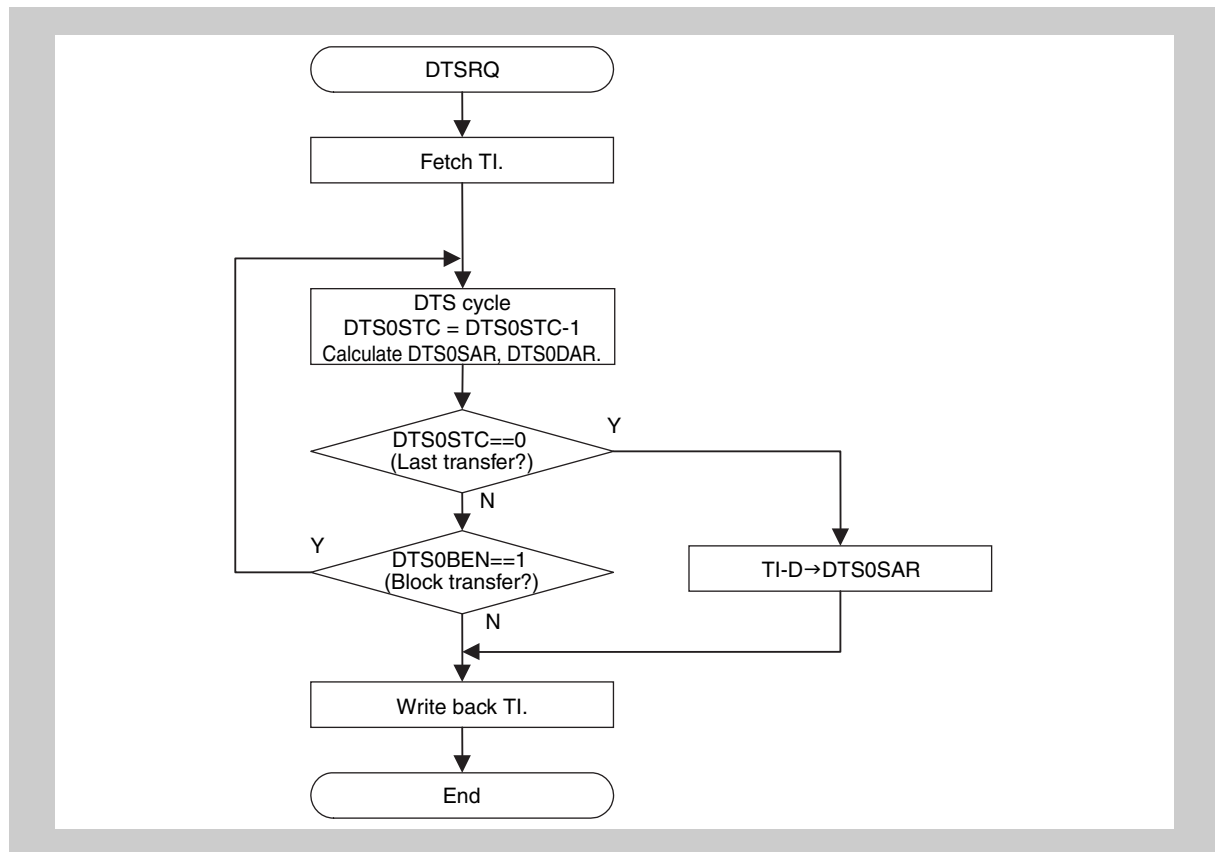 DTSRQ
Fetch TI.
DTS cycle
DTS0STC = DTS0STC-1
Calculate DTS0SAR, DTS0DAR.
DTS0STC==0
(Last transfer?)
Y
N
Y
DTS0BEN==1
(Block transfer?)
TI-D→DTS0SAR
N
Write back TI.
End